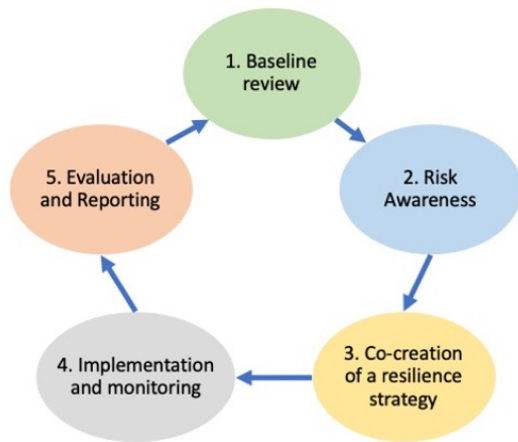 1. Baseline
review
2. Risk
Awareness
3. Co-creation
of a resilience
strategy
4. Implementation
and monitoring
5. Evaluation
and Reporting